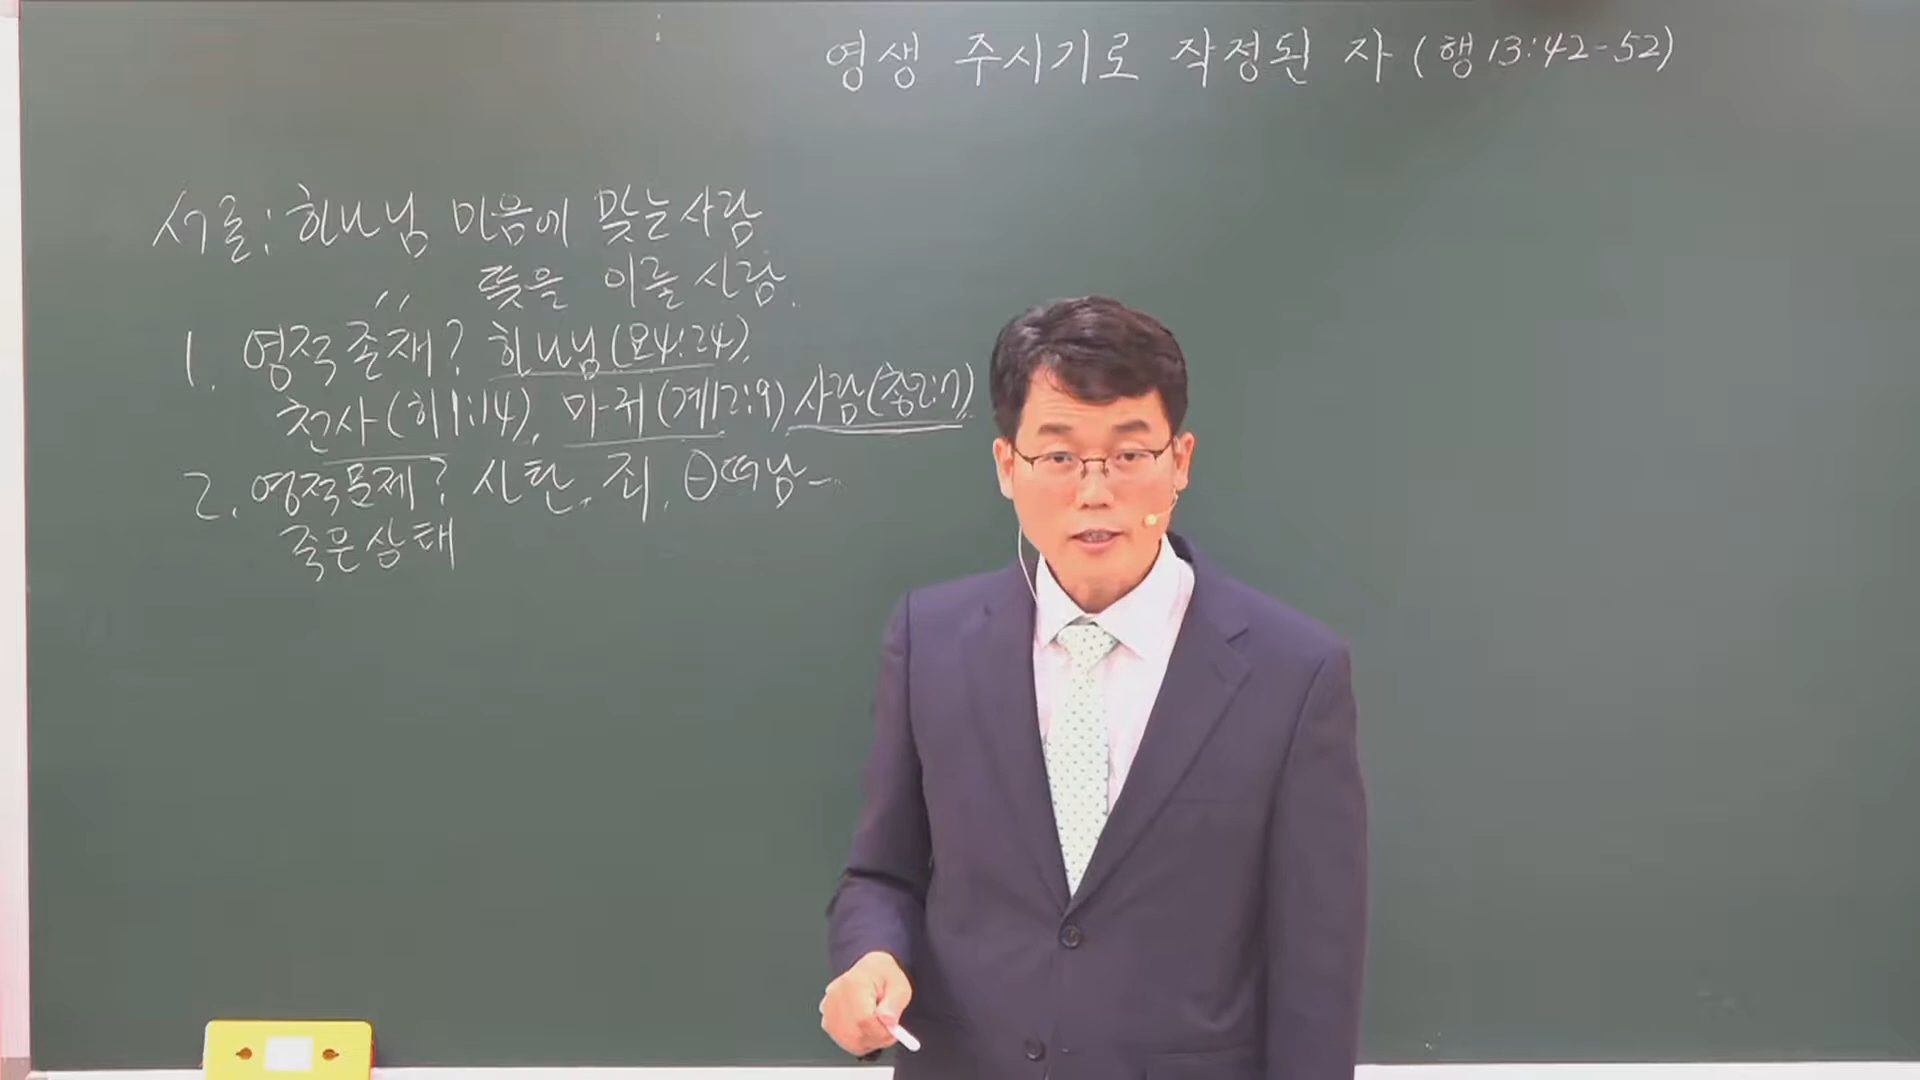 영생 주시기로 작정된 자 (행 13:42-52)
서론: 하나님 마음에 맞는 사람
〃 뜻을 이룰 사람.
1. 영적존재? 하나님(요4:24),
천사(히1:14), 마귀(계12:9) 사람(창2:7)
2. 영적문제? 사탄, 죄, Θ떠남-
죽은상태